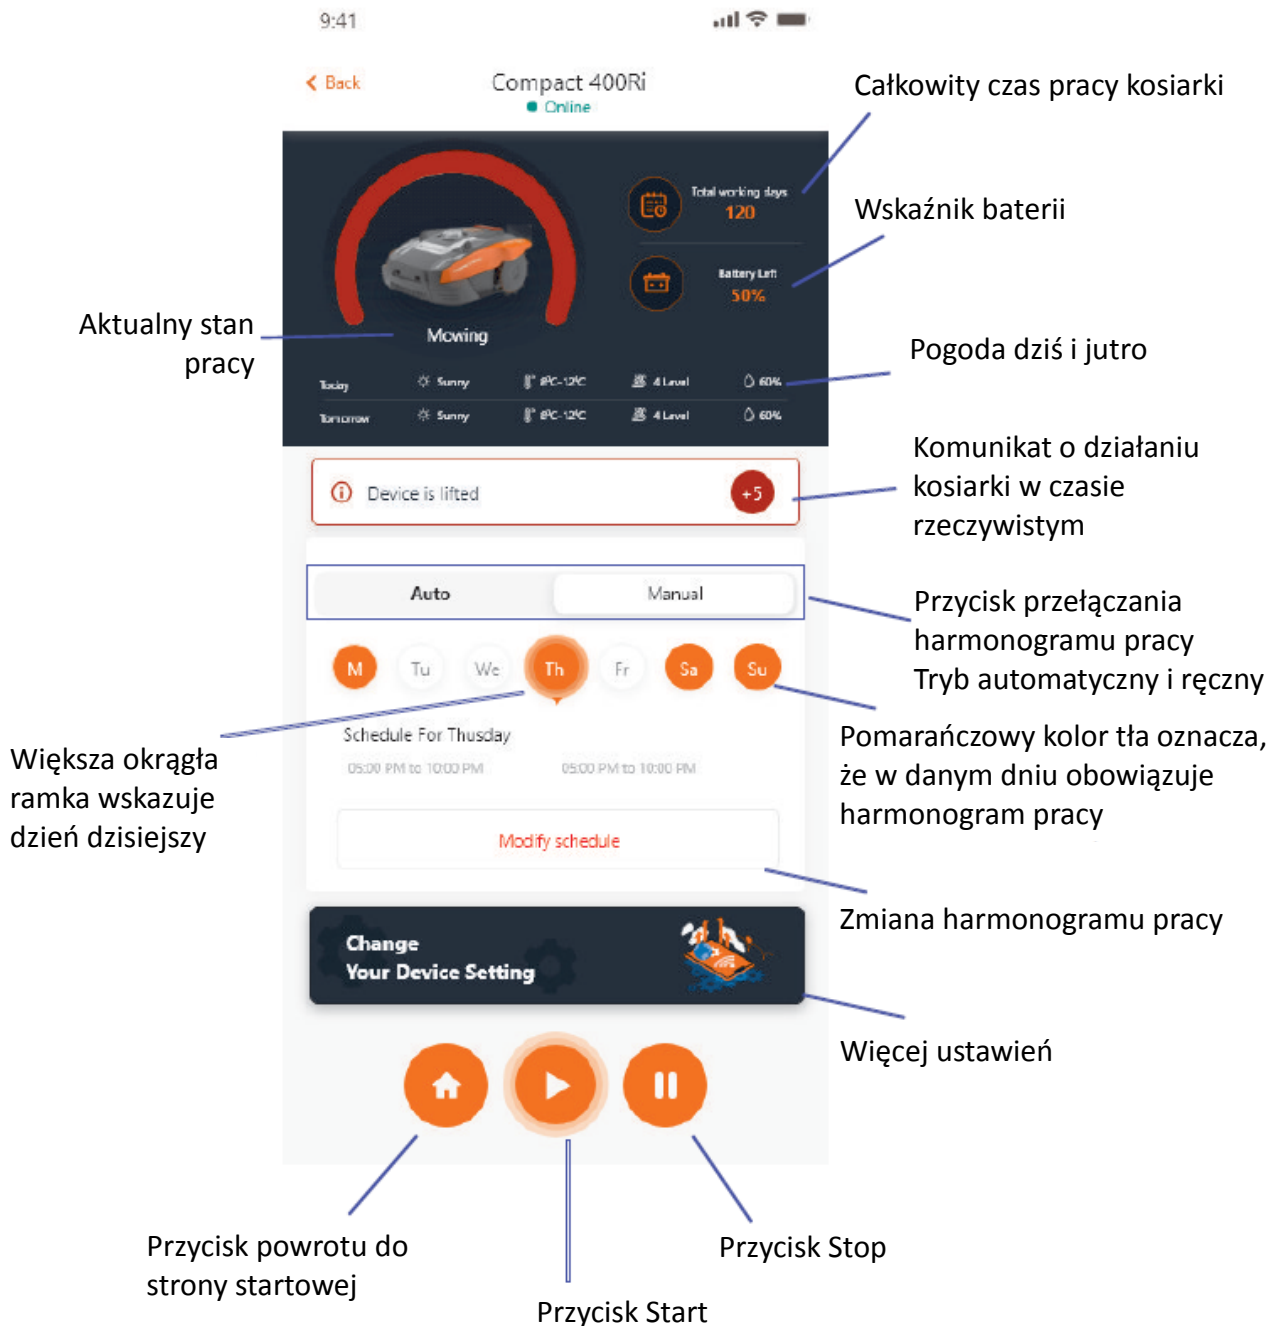 9:41
Back
Compact 400Ri
Online
Całkowity czas pracy kosiarki
Total working days
120
Wskaźnik baterii
Battery Left
50%
Aktualny stan
pracy
Mowing
Pogoda dziś i jutro
Today Sunny 8ºC-12ºC 4 Level 60%
Tomorrow Sunny 8ºC-12ºC 4 Level 60%
Komunikat o działaniu
kosiarki w czasie
rzeczywistym
Device is lifted +5
Auto Manual
Przycisk przełączania
harmonogramu pracy
Tryb automatyczny i ręczny
M Tu We Th Fr Sa Su
Schedule For Thusday
05:00 PM to 10:00 PM 05:00 PM to 10:00 PM
Większa okrągła
ramka wskazuje
dzień dzisiejszy
Pomarańczowy kolor tła oznacza,
że w danym dniu obowiązuje
harmonogram pracy
Modify schedule
Zmiana harmonogramu pracy
Change
Your Device Setting
Więcej ustawień
Przycisk powrotu do
strony startowej
Przycisk Start
Przycisk Stop